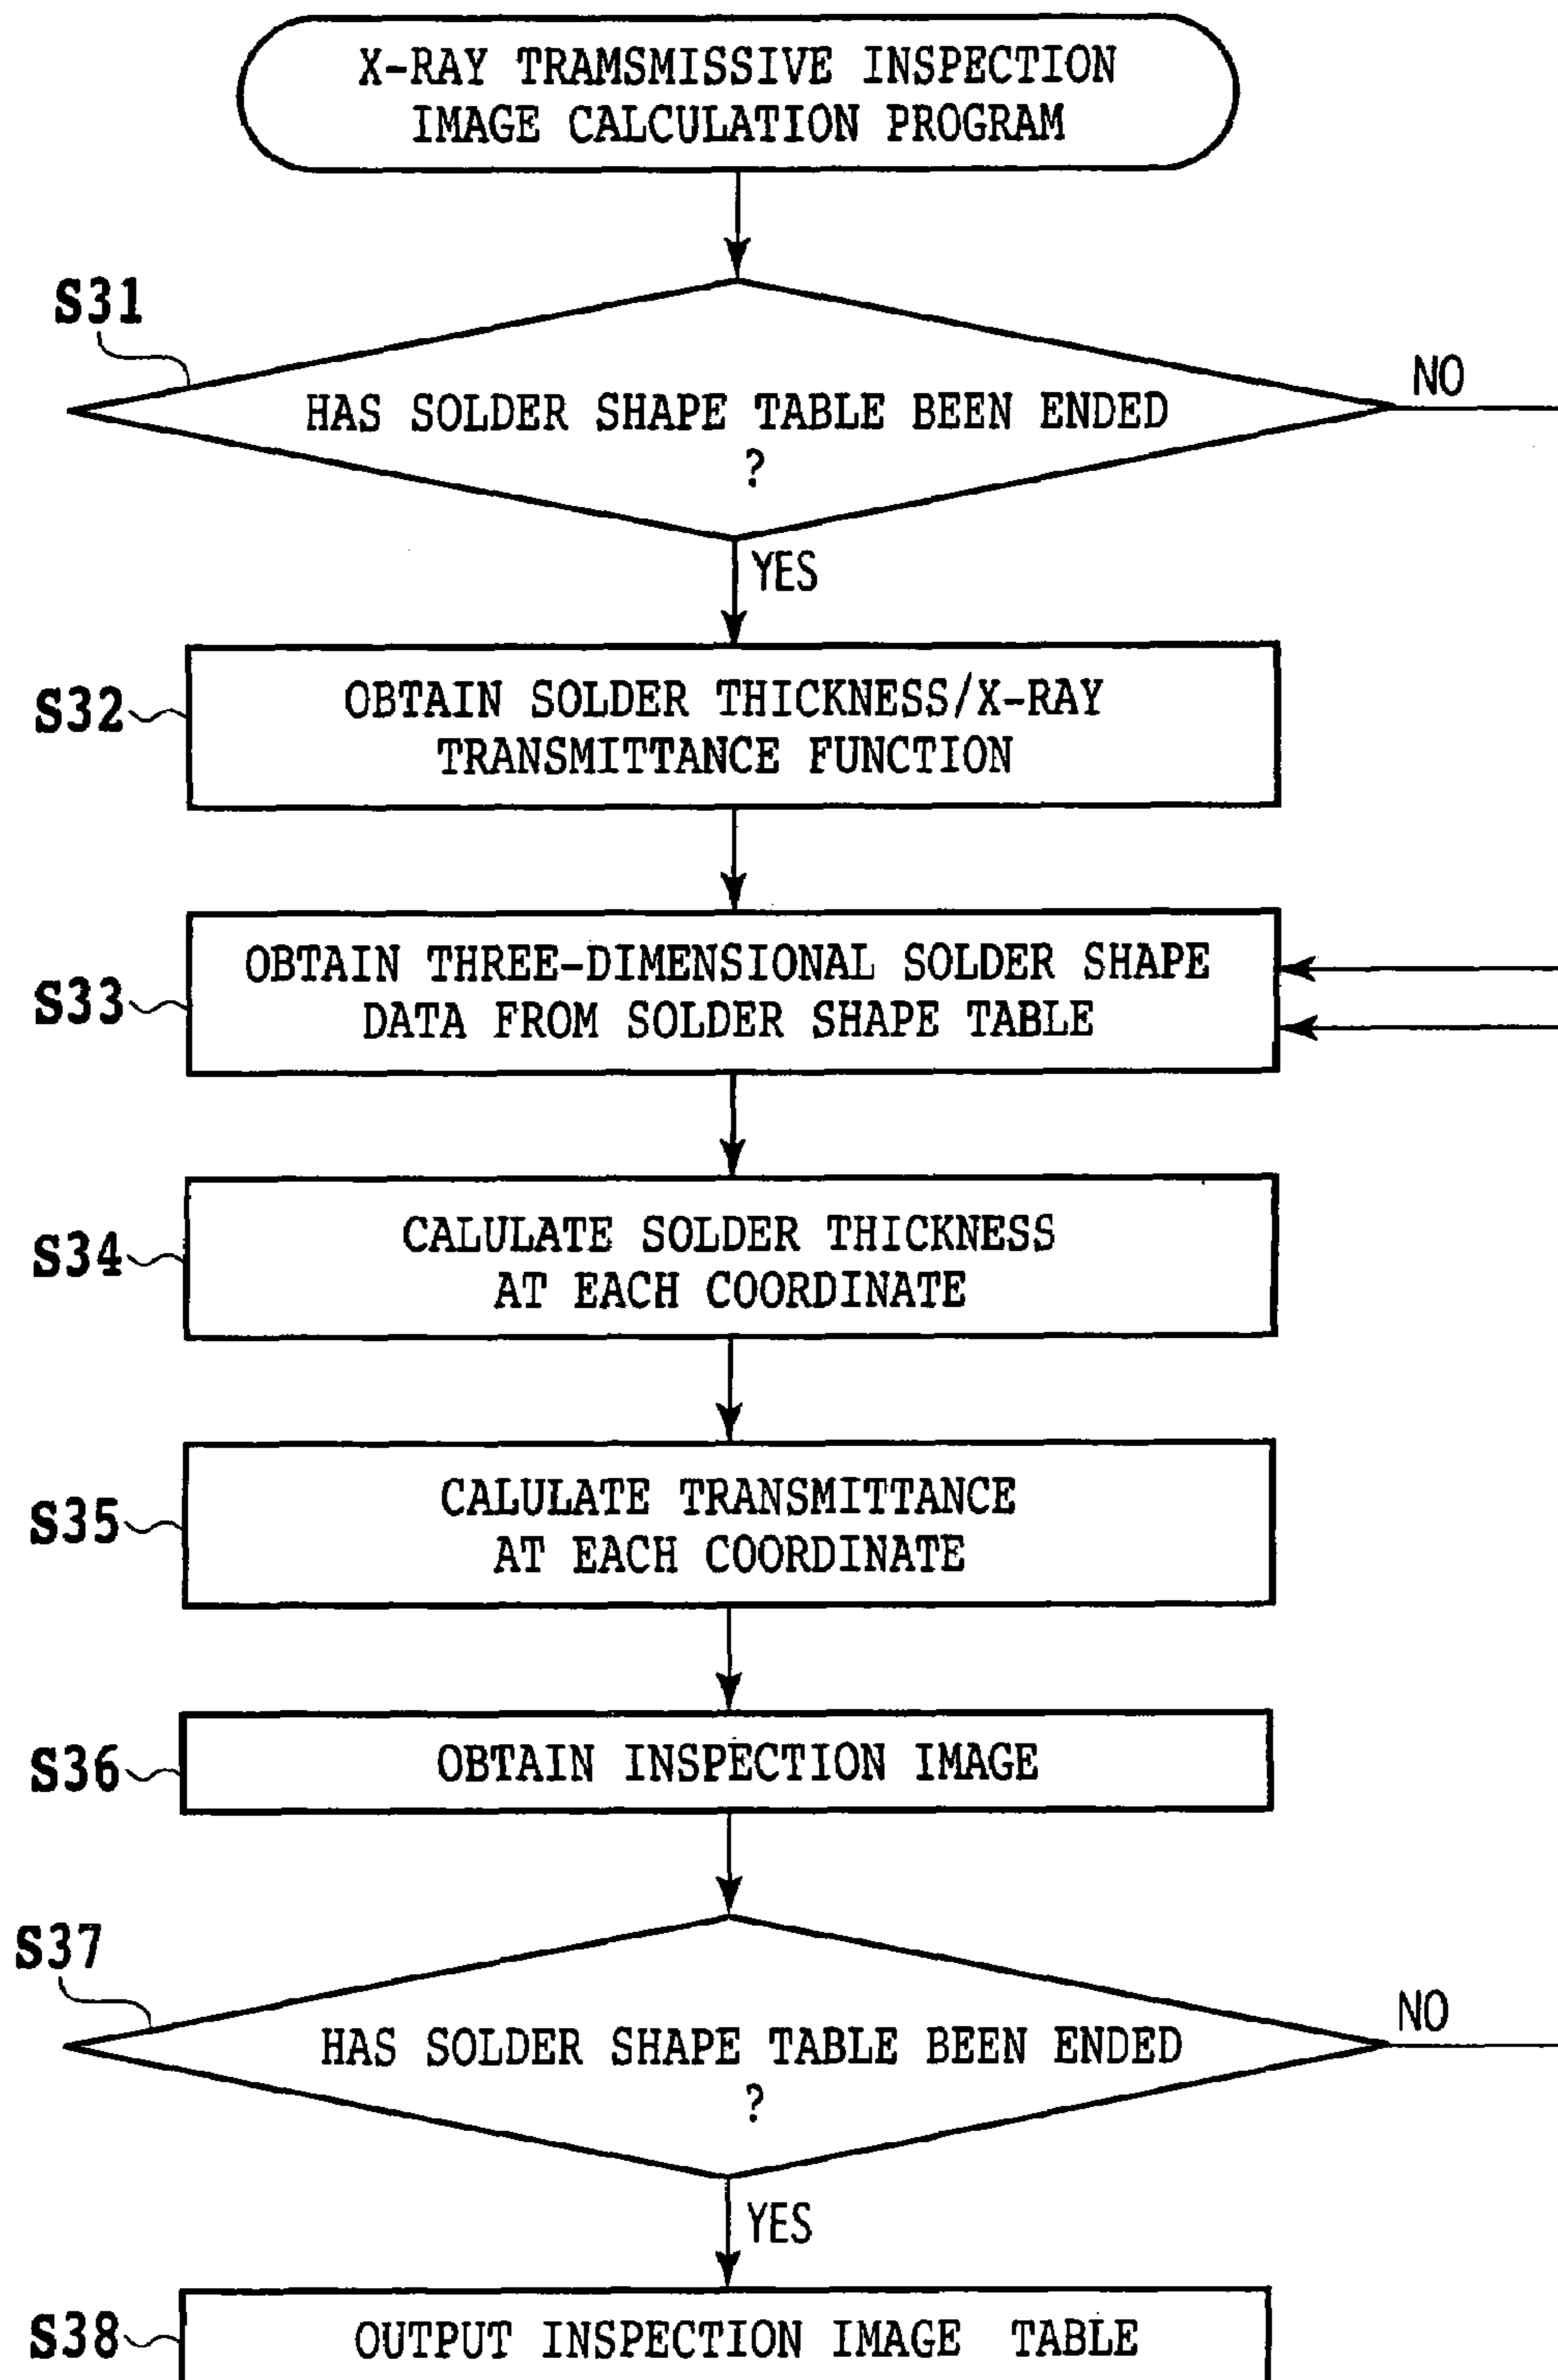 X-RAY TRAMSMISSIVE INSPECTION
IMAGE CALCULATION PROGRAM
S31
HAS SOLDER SHAPE TABLE BEEN ENDED
?
NO
YES
S32
OBTAIN SOLDER THICKNESS/X-RAY
TRANSMITTANCE FUNCTION
S33
OBTAIN THREE-DIMENSIONAL SOLDER SHAPE
DATA FROM SOLDER SHAPE TABLE
S34
CALULATE SOLDER THICKNESS
AT EACH COORDINATE
S35
CALULATE TRANSMITTANCE
AT EACH COORDINATE
S36
OBTAIN INSPECTION IMAGE
S37
HAS SOLDER SHAPE TABLE BEEN ENDED
?
NO
YES
S38
OUTPUT INSPECTION IMAGE TABLE